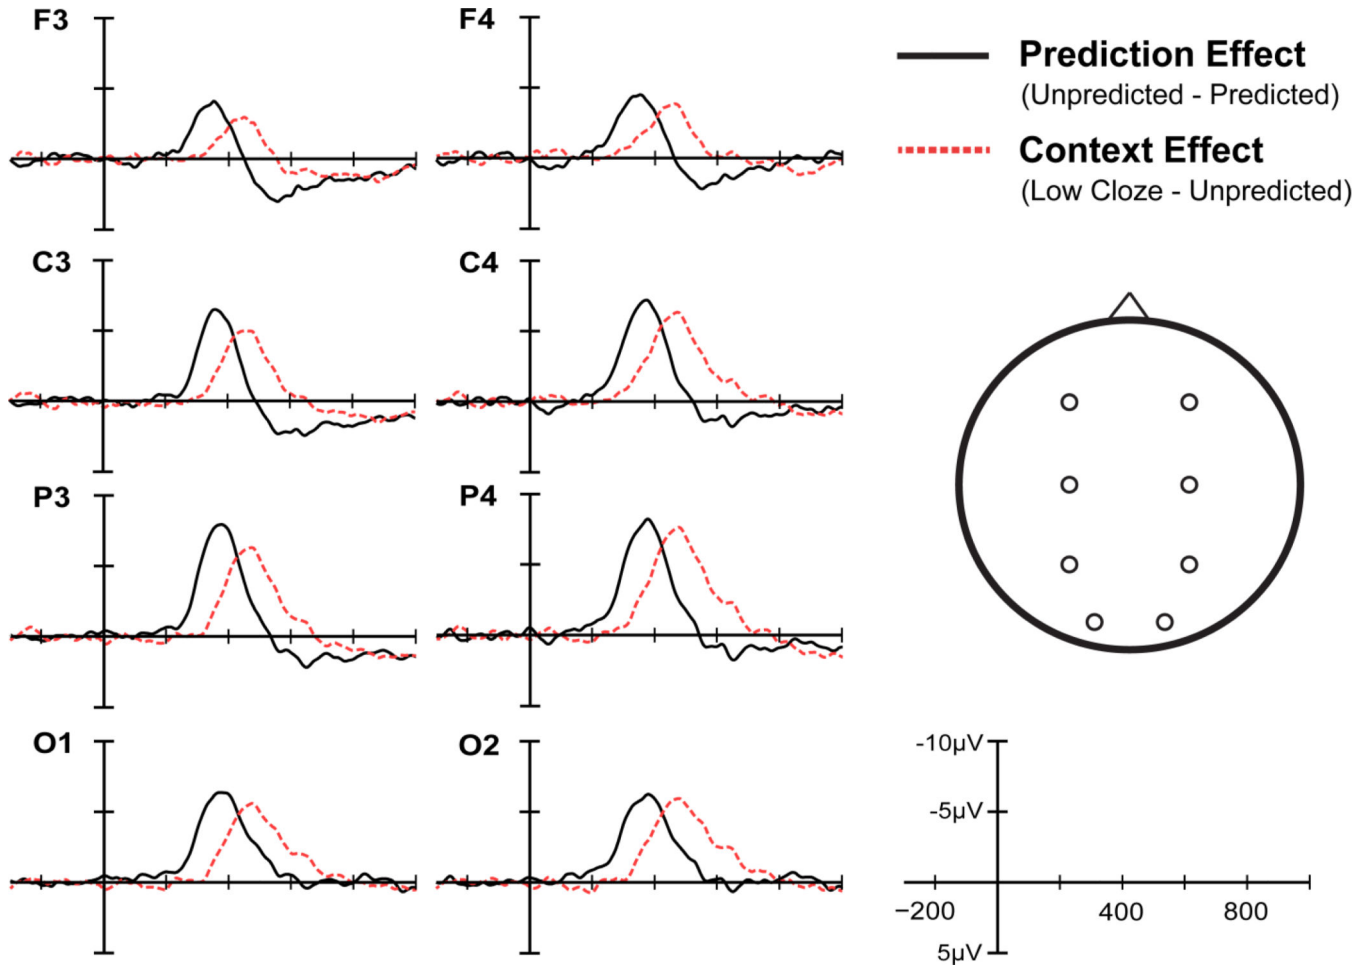 F3
F4
Prediction Effect
(Unpredicted - Predicted)
Context Effect
(Low Cloze - Unpredicted)
C3
C4
P3
P4
O1
O2
-10µV
-5µV
−200
400
800
5µV